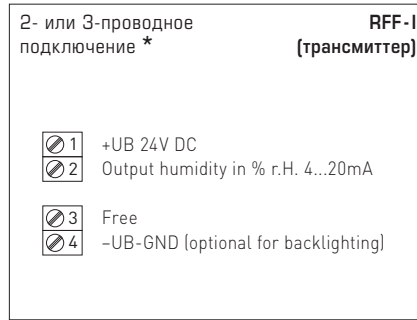 2- или 3-проводное RFF-I
подключение * (трансмиттер)
1 +UB 24V DC
2 Output humidity in % r.H. 4...20mA
3 Free
4 –UB-GND (optional for backlighting)